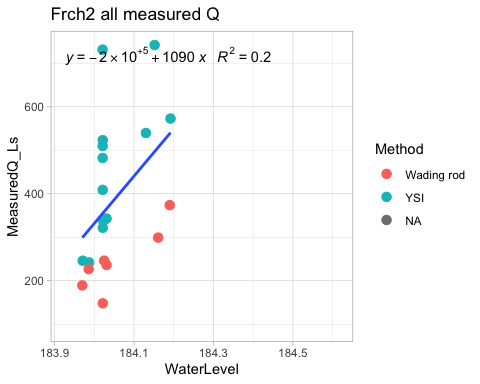 Frch2 all measured Q
y = −2 × 10⁺⁵ + 1090 x R² = 0.2
MeasuredQ_Ls
600
400
200
183.9 184.1 184.3 184.5
WaterLevel
Method
Wading rod
YSI
NA